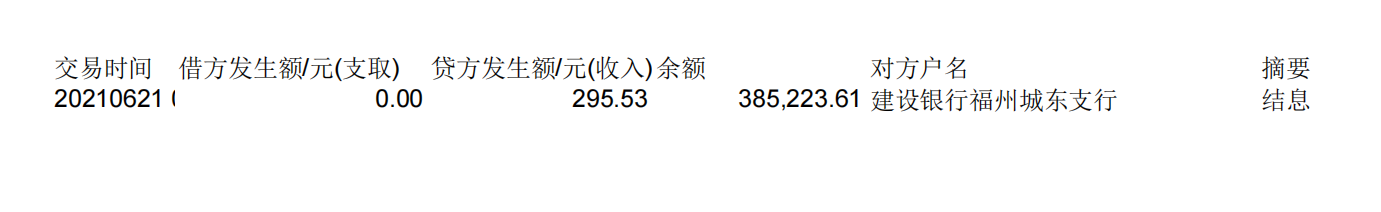 交易时间 借方发生额/元(支取) 贷方发生额/元(收入) 余额 对方户名 摘要
20210621 0.00 295.53 385,223.61 建设银行福州城东支行 结息